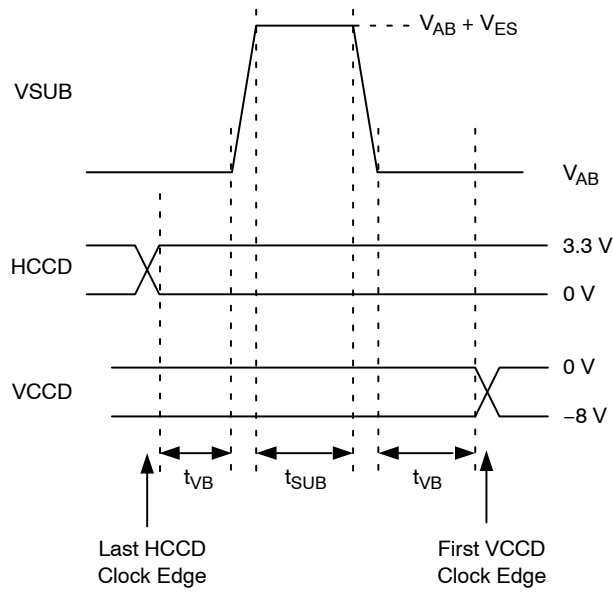 V_AB + V_ES
VSUB
V_AB
3.3 V
HCCD
0 V
0 V
VCCD
−8 V
t_VB t_SUB t_VB
Last HCCD
Clock Edge
First VCCD
Clock Edge